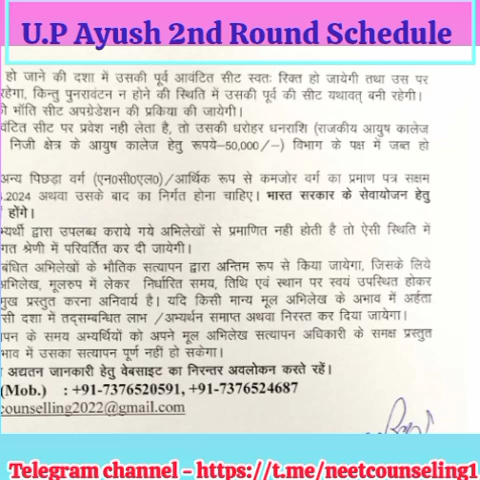 U.P Ayush 2nd Round Schedule
हो जाने की दशा में उसकी पूर्व आवंटित सीट स्वतः रिक्त हो जायेगी तथा उस पर
रहेगा, किन्तु पुनरावंटन न होने की स्थिति में उसकी पूर्व की सीट यथावत् बनी रहेगी।
की भाँति सीट अपग्रेडेशन की प्रकिया की जायेगी।
वंटित सीट पर प्रवेश नही लेता है, तो उसकी धरोहर धनराशि (राजकीय आयुष कालेज
निजी क्षेत्र के आयुष कालेज हेतु रूपये–50,000/–) विभाग के पक्ष में जब्त हो
अन्य पिछड़ा वर्ग (एन0सी0एल0)/आर्थिक रूप से कमजोर वर्ग का प्रमाण पत्र सक्षम
.2024 अथवा उसके बाद का निर्गत होना चाहिए। भारत सरकार के सेवायोजन हेतु
होंगे।
भ्यर्थी द्वारा उपलब्ध कराये गये अभिलेखों से प्रमाणित नही होती है तो ऐसी स्थिति में
गत श्रेणी में परिवर्तित कर दी जायेगी।
बंधित अभिलेखों के भौतिक सत्यापन द्वारा अन्तिम रूप से किया जायेगा, जिसके लिये
अभिलेख, मूलरुप में लेकर निर्धारित समय, तिथि एवं स्थान पर स्वयं उपस्थित होकर
मुख प्रस्तुत करना अनिवार्य है। यदि किसी मान्य मूल अभिलेख के अभाव में अर्हता
सी दशा में तद्सम्बन्धित लाभ /अभ्यर्थन समाप्त अथवा निरस्त कर दिया जायेगा।
पन के समय अभ्यर्थियों को अपने मूल अभिलेख सत्यापन अधिकारी के समक्ष प्रस्तुत
भाव में उसका सत्यापन पूर्ण नहीं हो सकेगा।
अद्यतन जानकारी हेतु वेबसाइट का निरन्तर अवलोकन करते रहें।
(Mob.) : +91-7376520591, +91-7376524687
counselling2022@gmail.com
Telegram channel - https://t.me/neetcounseling1